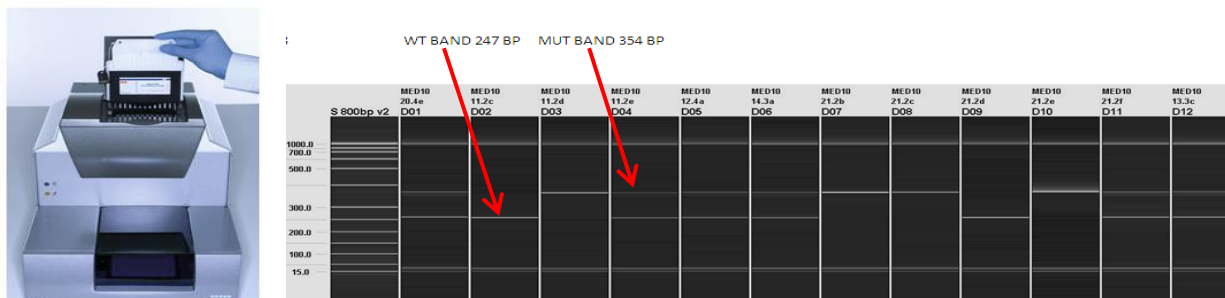 WT BAND 247 BP MUT BAND 354 BP
S 800bp v2
MED10 20.4e D01
MED10 11.2c D02
MED10 11.2d D03
MED10 11.2e D04
MED10 12.4a D05
MED10 14.3a D06
MED10 21.2b D07
MED10 21.2c D08
MED10 21.2d D09
MED10 21.2e D10
MED10 21.2f D11
MED10 13.3c D12
1000.0
700.0
500.0
300.0
200.0
100.0
15.0